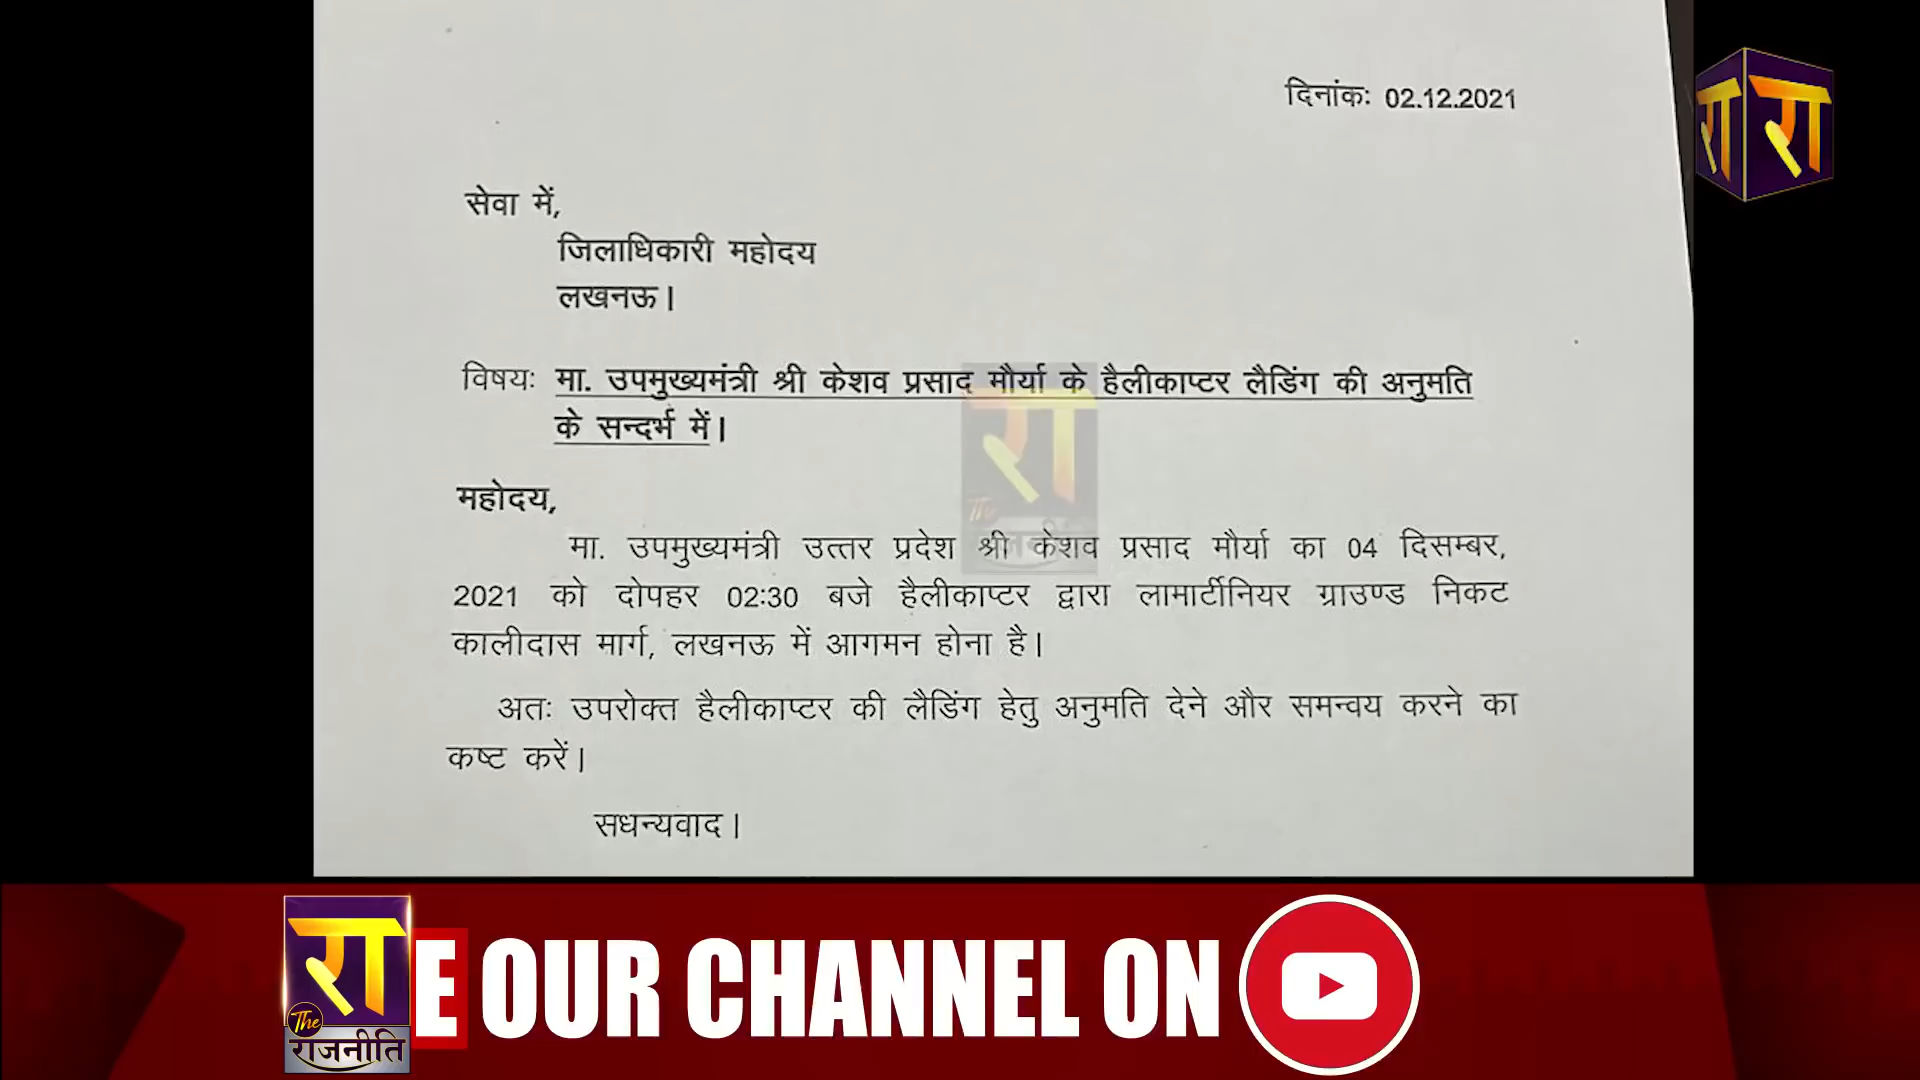 दिनांकः 02.12.2021
रा रा
सेवा में,
जिलाधिकारी महोदय
लखनऊ।
विषयः मा. उपमुख्यमंत्री श्री केशव प्रसाद मौर्या के हैलीकाप्टर लैडिंग की अनुमति
के सन्दर्भ में।
महोदय,
मा. उपमुख्यमंत्री उत्तर प्रदेश श्री केशव प्रसाद मौर्या का 04 दिसम्बर,
2021 को दोपहर 02:30 बजे हैलीकाप्टर द्वारा लामार्टीनियर ग्राउण्ड निकट
कालीदास मार्ग, लखनऊ में आगमन होना है।
अतः उपरोक्त हैलीकाप्टर की लैडिंग हेतु अनुमति देने और समन्वय करने का
कष्ट करें।
सधन्यवाद।
रा
The
राजनीति
E OUR CHANNEL ON